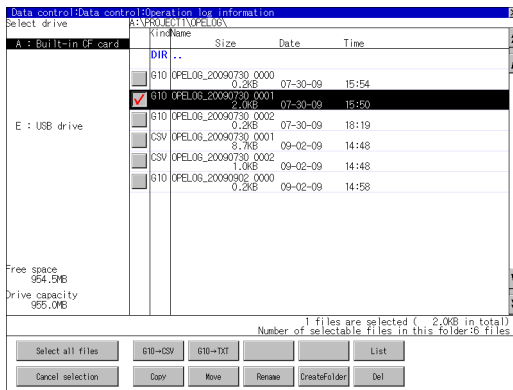 Data control:Data control:Operation log information
Select drive
A:\PROJECT1\OPELOG\
Kind Name
Size Date Time
A : Built-in CF card
DIR ..
G10 OPELOG_20090730_0000
0.2KB 07-30-09 15:54
G10 OPELOG_20090730_0001
2.0KB 07-30-09 15:50
G10 OPELOG_20090730_0002
0.2KB 07-30-09 18:19
E : USB drive
CSV OPELOG_20090730_0001
8.7KB 09-02-09 14:48
CSV OPELOG_20090730_0002
1.0KB 09-02-09 14:48
G10 OPELOG_20090902_0000
0.2KB 09-02-09 14:58
Free space
954.5MB
Drive capacity
955.0MB
1 files are selected ( 2.0KB in total)
Number of selectable files in this folder:6 files
Select all files G10→CSV G10→TXT List
Cancel selection Copy Move Rename CreateFolder Del